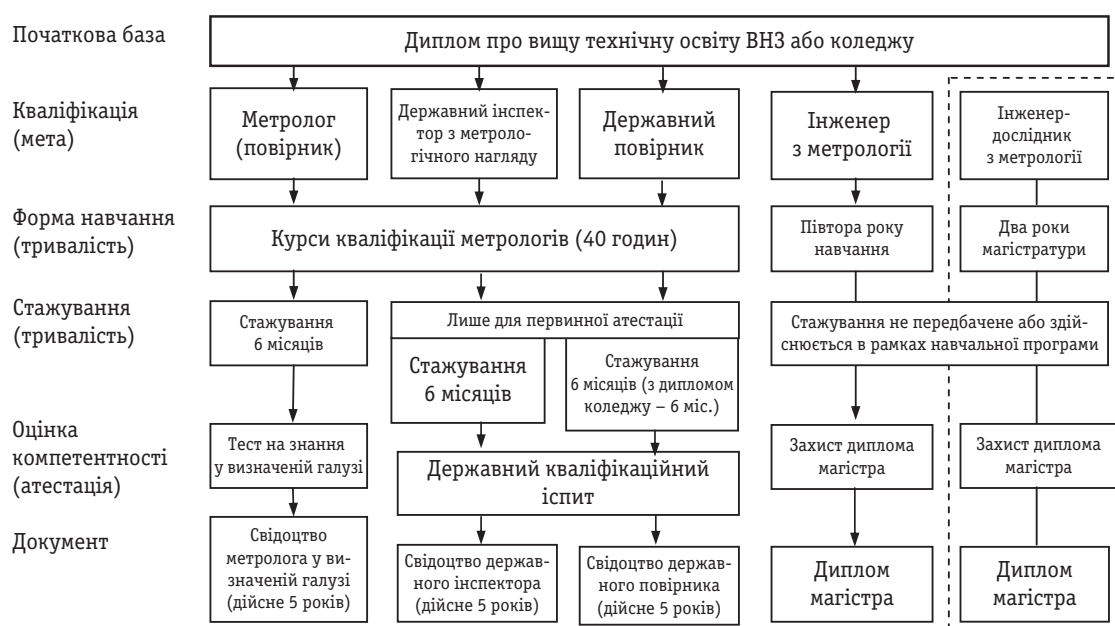 Початкова база
Диплом про вищу технічну освіту ВНЗ або коледжу
Кваліфікація
(мета)
Метролог
(повірник)
Державний інспек-
тор з метроло-
гічного нагляду
Державний
повірник
Інженер
з метрології
Інженер-
дослідник
з метрології
Форма навчання
(тривалість)
Курси кваліфікації метрологів (40 годин)
Півтора року
навчання
Два роки
магістратури
Стажування
(тривалість)
Стажування
6 місяців
Лише для первинної атестації
Стажування
6 місяців
Стажування
6 місяців (з дипломом
коледжу – 6 міс.)
Стажування не передбачене або здій-
снюється в рамках навчальної програми
Оцінка
компетентності
(атестація)
Тест на знання
у визначеній галузі
Державний кваліфікаційний
іспит
Захист диплома
магістра
Захист диплома
магістра
Документ
Свідоцтво
метролога у ви-
значеній галузі
(дійсне 5 років)
Свідоцтво держав-
ного інспектора
(дійсне 5 років)
Свідоцтво держав-
ного повірника
(дійсне 5 років)
Диплом
магістра
Диплом
магістра